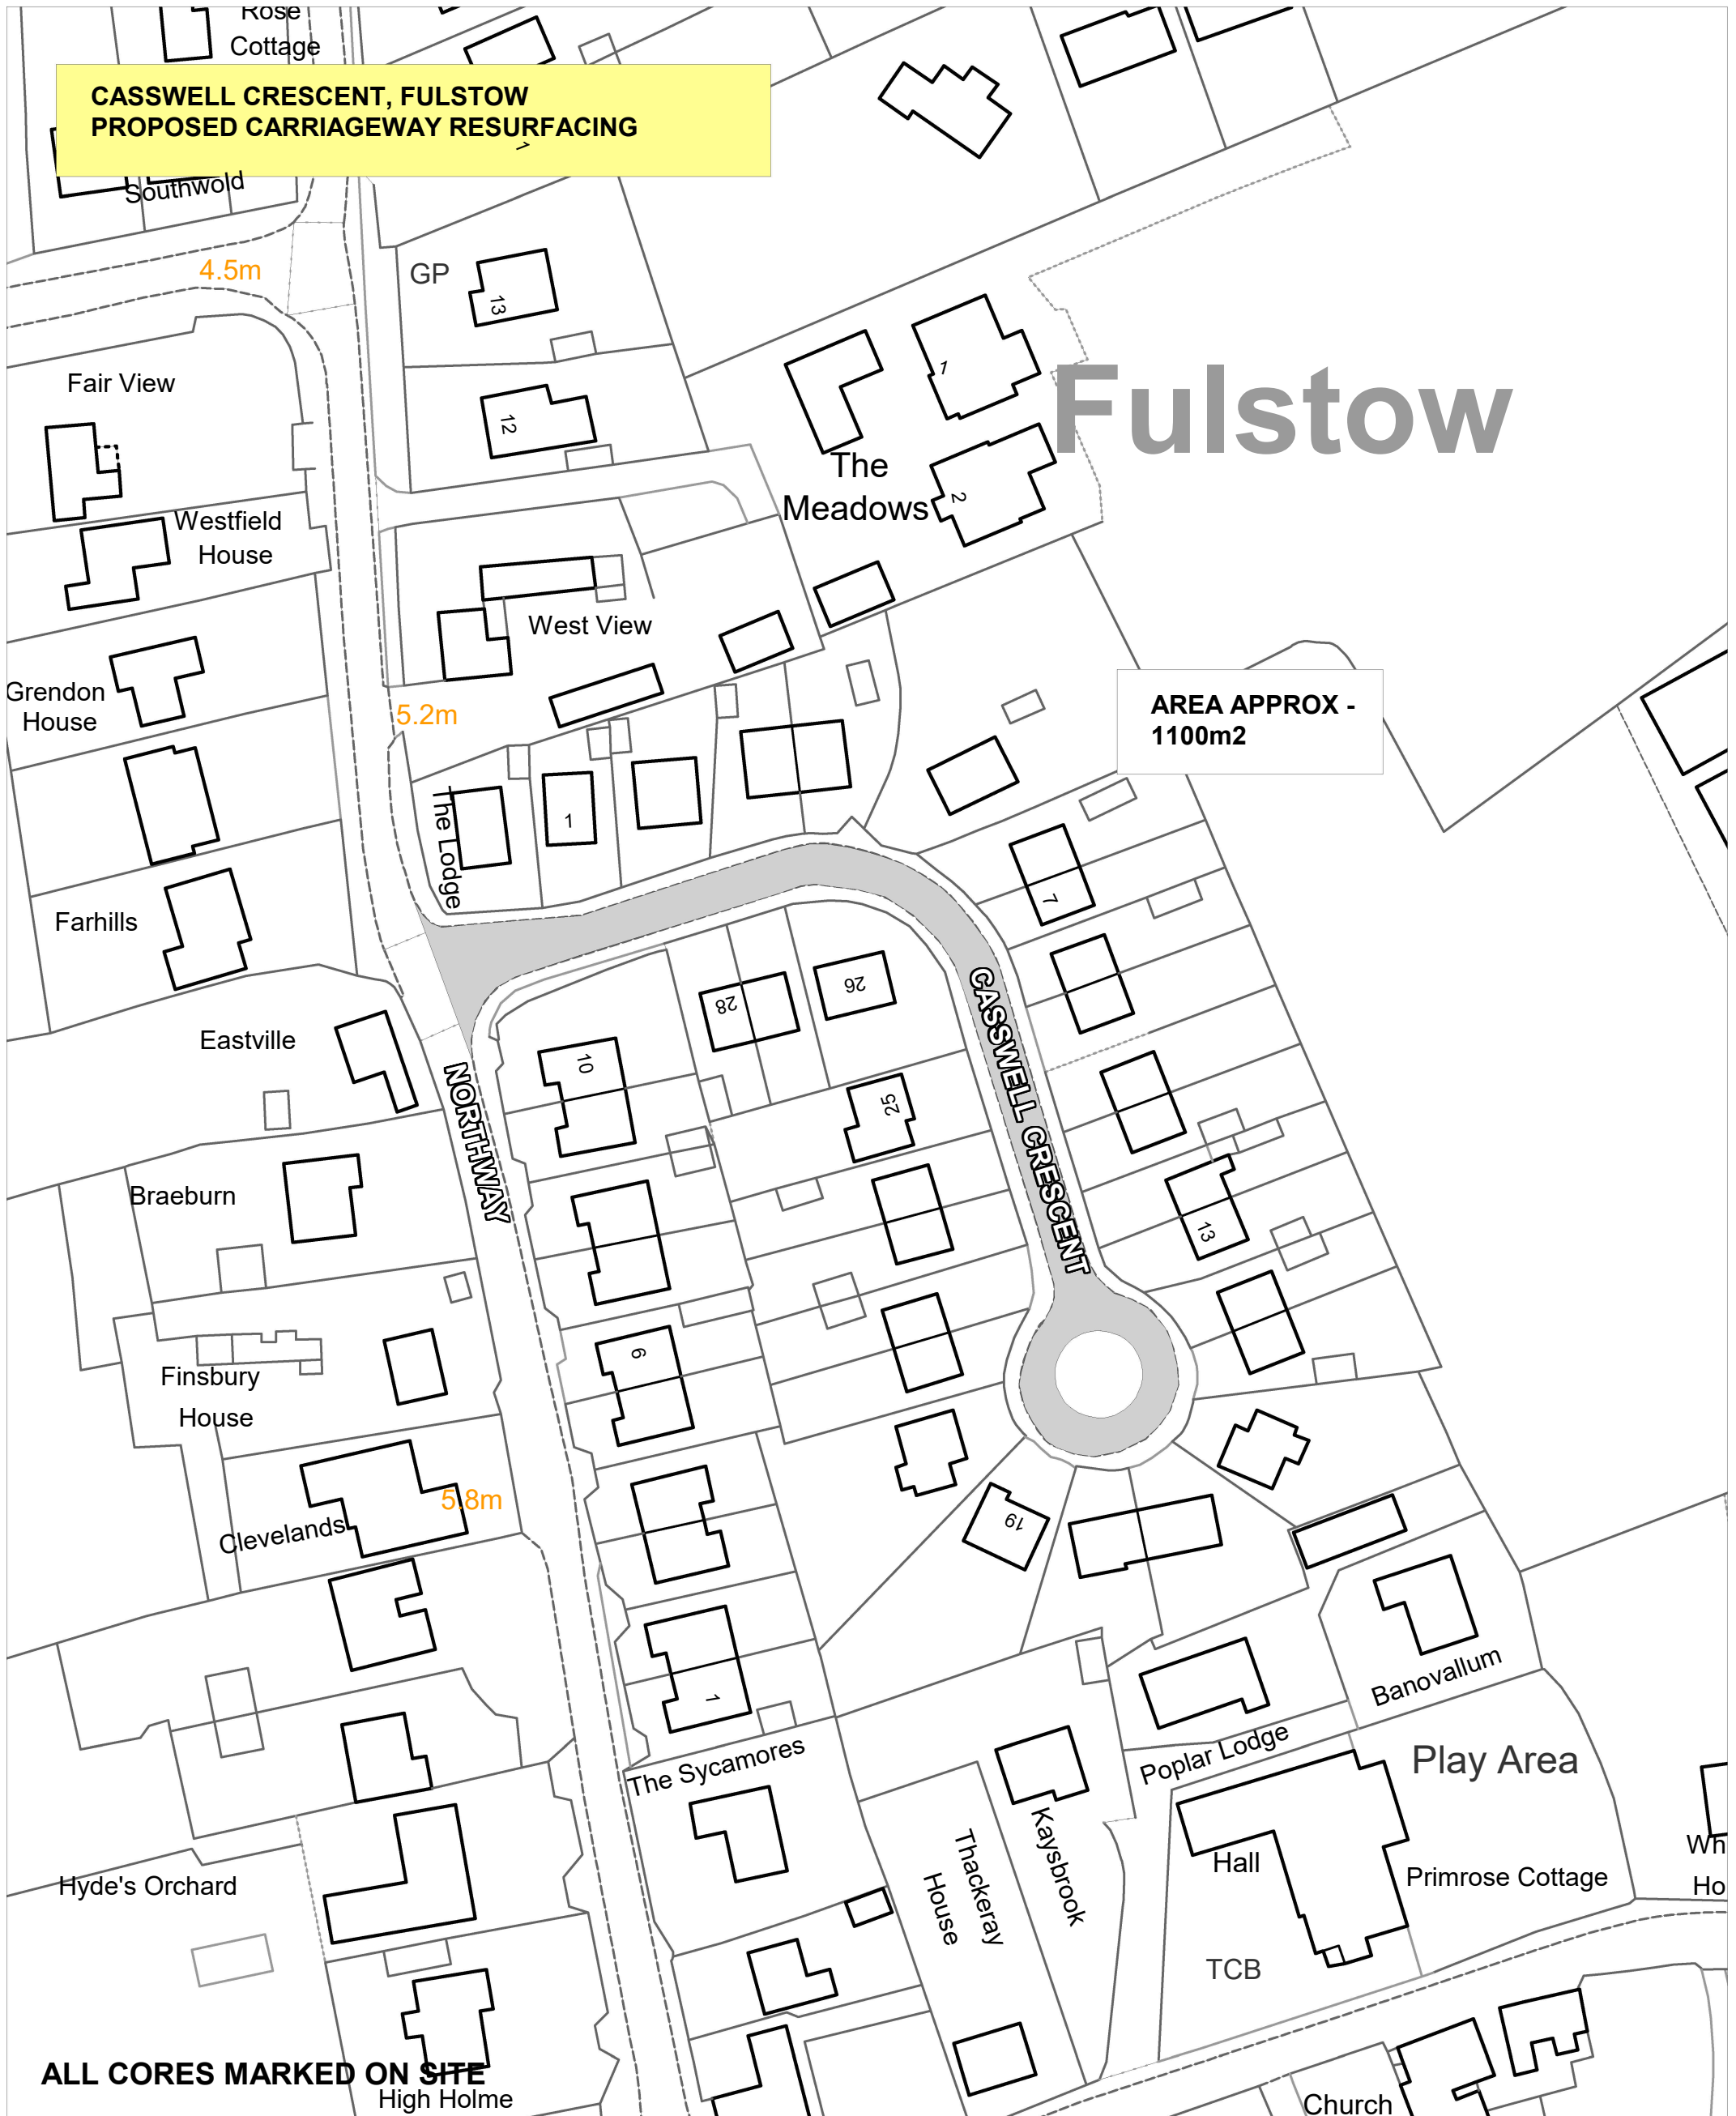 Rose
Cottage
CASSWELL CRESCENT, FULSTOW
PROPOSED CARRIAGEWAY RESURFACING
1
Southwold
4.5m
GP
13
Fair View
12
1
Fulstow
The
Meadows
2
Westfield
House
West View
Grendon
House
5.2m
AREA APPROX -
1100m2
The Lodge
1
7
Farhills
28
26
CASSWELL CRESCENT
Eastville
10
NORTHWAY
25
Braeburn
13
6
Finsbury
House
5.8m
Clevelands
19
1
Banovallum
The Sycamores
Poplar Lodge
Play Area
Kaysbrook
Thackeray
House
Hall
Primrose Cottage
Wh
Ho
Hyde's Orchard
TCB
ALL CORES MARKED ON SITE
High Holme
Church